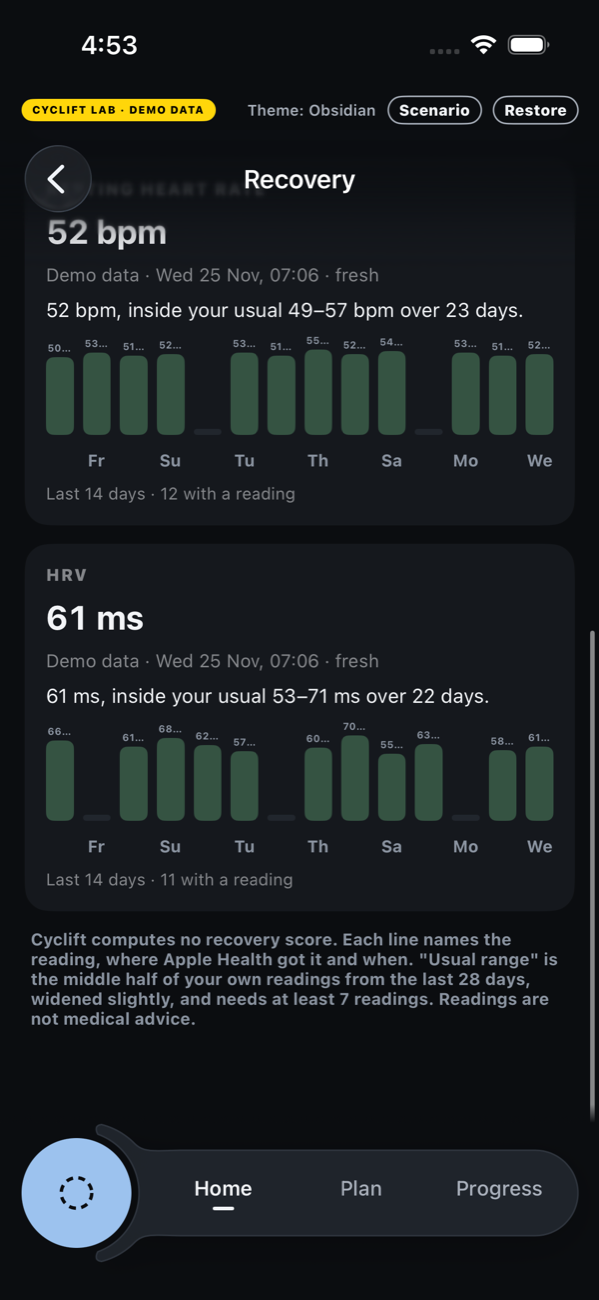 4:53
CYCLIFT LAB · DEMO DATA
Theme: Obsidian
Scenario
Restore
Recovery
RESTING HEART RATE
52 bpm
Demo data · Wed 25 Nov, 07:06 · fresh
52 bpm, inside your usual 49–57 bpm over 23 days.
50... 53... 51... 52... 53... 51... 55... 52... 54... 53... 51... 52...
Fr Su Tu Th Sa Mo We
Last 14 days · 12 with a reading
HRV
61 ms
Demo data · Wed 25 Nov, 07:06 · fresh
61 ms, inside your usual 53–71 ms over 22 days.
66... 61... 68... 62... 57... 60... 70... 55... 63... 58... 61...
Fr Su Tu Th Sa Mo We
Last 14 days · 11 with a reading
Cyclift computes no recovery score. Each line names the
reading, where Apple Health got it and when. "Usual range" is
the middle half of your own readings from the last 28 days,
widened slightly, and needs at least 7 readings. Readings are
not medical advice.
Home
Plan
Progress